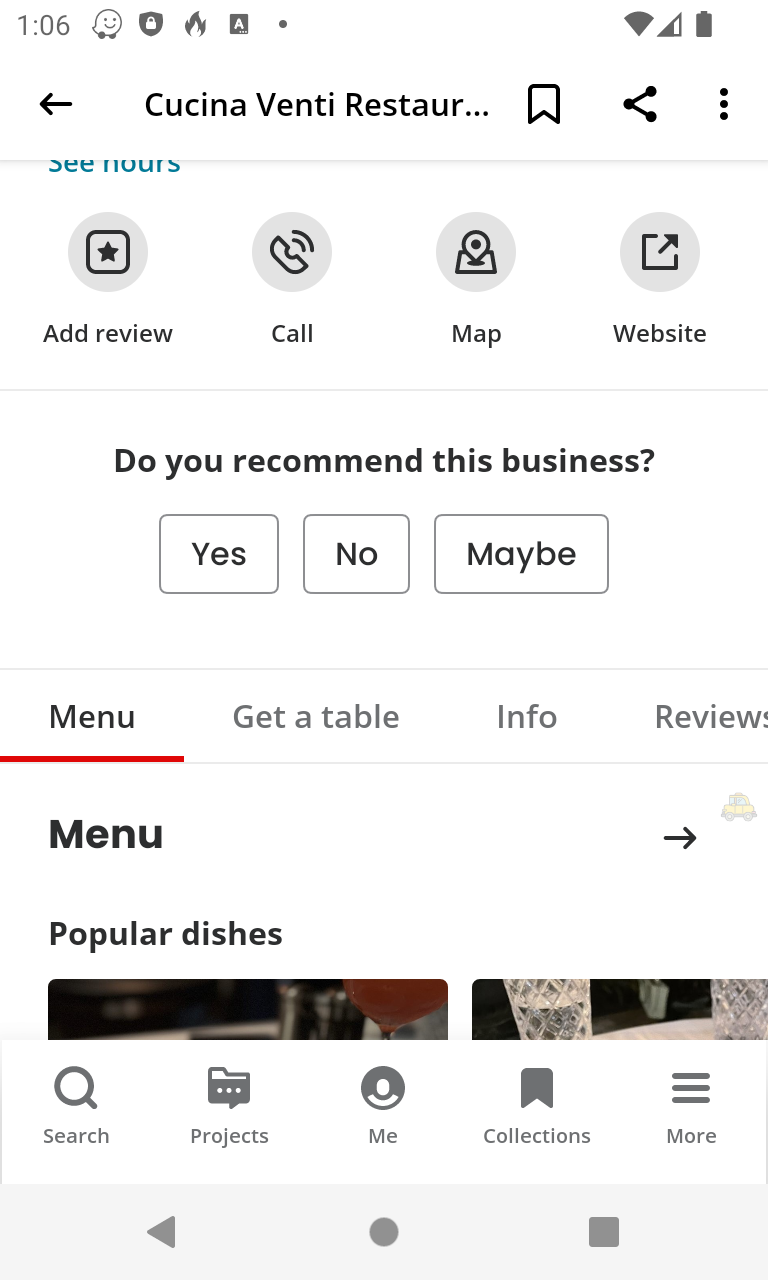 1:06
Cucina Venti Restaur...
See hours
Add review
Call
Map
Website
Do you recommend this business?
Yes
No
Maybe
Menu
Get a table
Info
Reviews
Menu
Popular dishes
Search
Projects
Me
Collections
More